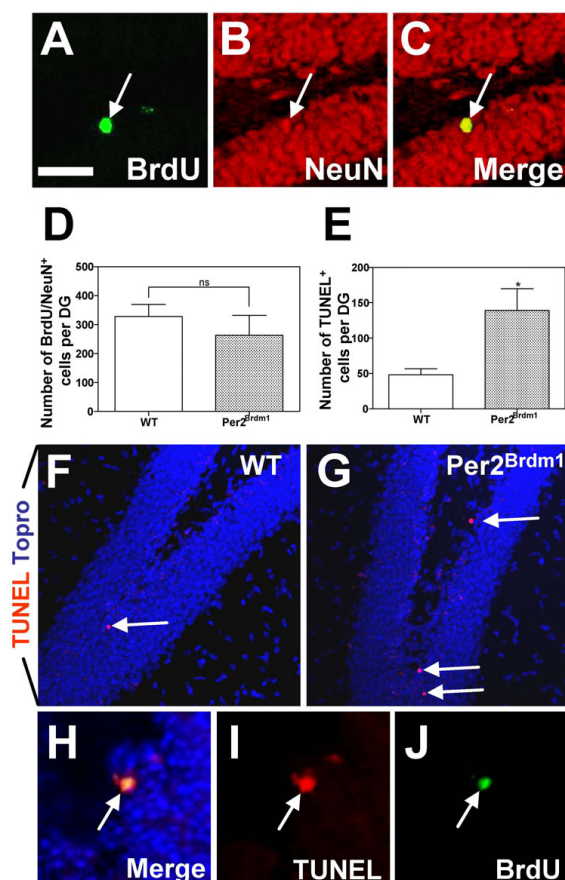 A
B
C
BrdU
NeuN
Merge
D
E
Number of BrdU/NeuN+
cells per DG
500
400
300
200
100
0
ns
WT
Per2Brdm1
Number of TUNEL+
cells per DG
200
150
100
50
0
*
WT
Per2Brdm1
TUNEL Topro
F
WT
G
Per2Brdm1
H
I
J
Merge
TUNEL
BrdU